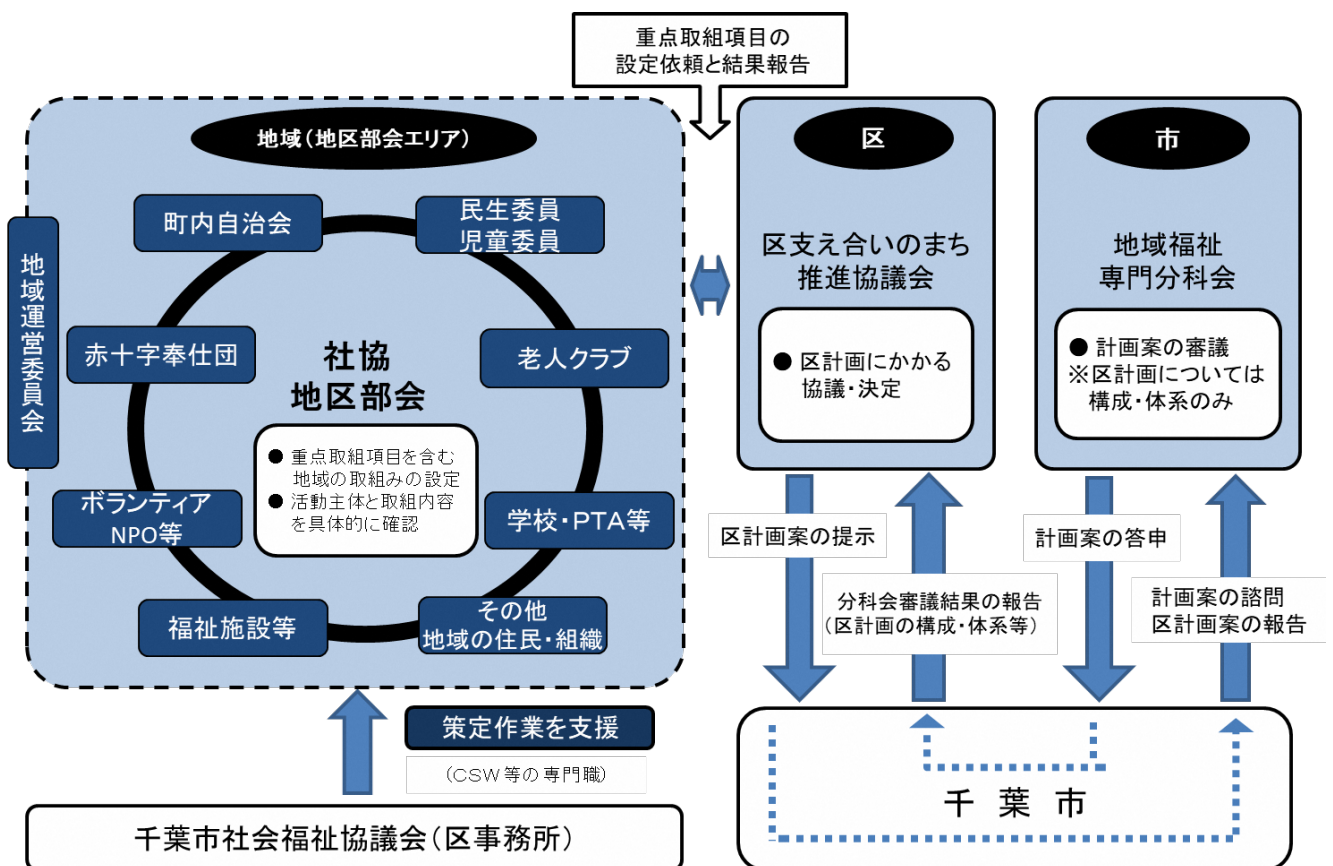 重点取組項目の
設定依頼と結果報告
地域(地区部会エリア)
地域運営委員会
町内自治会
民生委員
児童委員
赤十字奉仕団
老人クラブ
社協
地区部会
● 重点取組項目を含む
地域の取組みの設定
● 活動主体と取組内容
を具体的に確認
ボランティア
NPO等
学校・PTA等
福祉施設等
その他
地域の住民・組織
策定作業を支援
(CSW等の専門職)
千葉市社会福祉協議会(区事務所)
区
区支え合いのまち
推進協議会
● 区計画にかかる
協議・決定
市
地域福祉
専門分科会
● 計画案の審議
※区計画については
構成・体系のみ
区計画案の提示
分科会審議結果の報告
(区計画の構成・体系等)
計画案の答申
計画案の諮問
区計画案の報告
千葉市